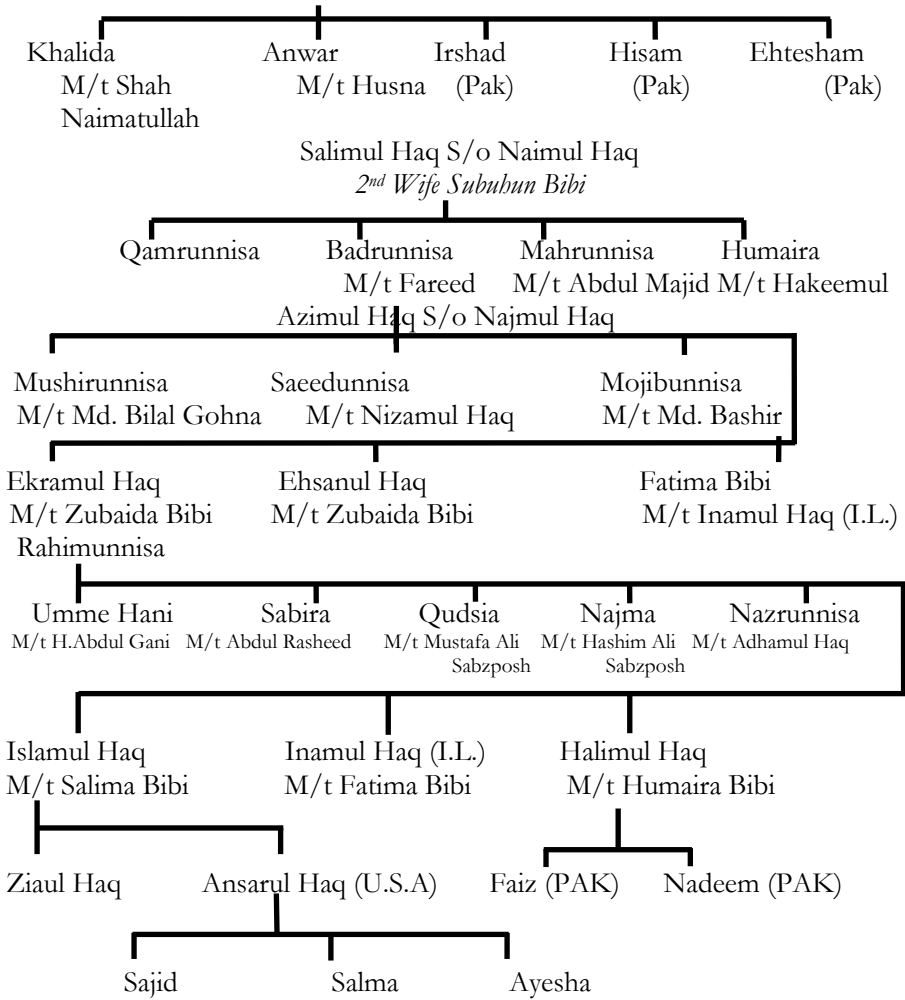 Khalida Anwar Irshad Hisam Ehtesham
M/t Shah M/t Husna (Pak) (Pak) (Pak)
Naimatullah
Salimul Haq S/o Naimul Haq
2nd Wife Subuhun Bibi
Qamrunnisa Badrunnisa Mahrunnisa Humaira
M/t Fareed M/t Abdul Majid M/t Hakeemul
Azimul Haq S/o Najmul Haq
Mushirunnisa Saeedunnisa Mojibunnisa
M/t Md. Bilal Gohna M/t Nizamul Haq M/t Md. Bashir
Ekramul Haq Ehsanul Haq Fatima Bibi
M/t Zubaida Bibi M/t Zubaida Bibi M/t Inamul Haq (I.L.)
Rahimunnisa
Umme Hani Sabira Qudsia Najma Nazrunnisa
M/t H.Abdul Gani M/t Abdul Rasheed M/t Mustafa Ali M/t Hashim Ali M/t Adhamul Haq
Sabzposh Sabzposh
Islamul Haq Inamul Haq (I.L.) Halimul Haq
M/t Salima Bibi M/t Fatima Bibi M/t Humaira Bibi
Ziaul Haq Ansarul Haq (U.S.A) Faiz (PAK) Nadeem (PAK)
Sajid Salma Ayesha